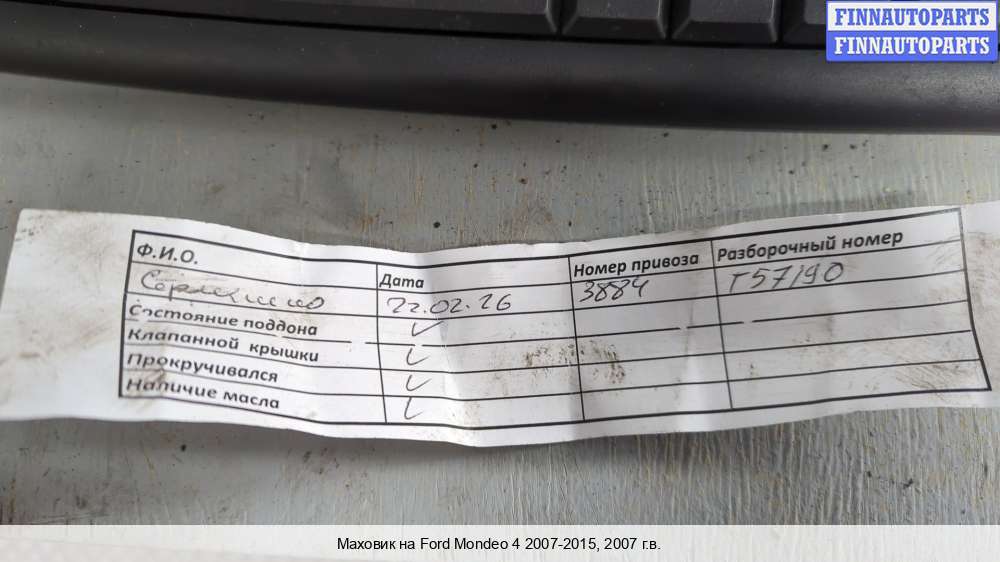 FINNAUTOPARTS
FINNAUTOPARTS
Ф.И.О. Дата Номер привоза Разборочный номер
22.02.26 3884 T57190
Состояние поддона
Клапанной крышки
Прокручивался
Наличие масла
Маховик на Ford Mondeo 4 2007-2015, 2007 г.в.